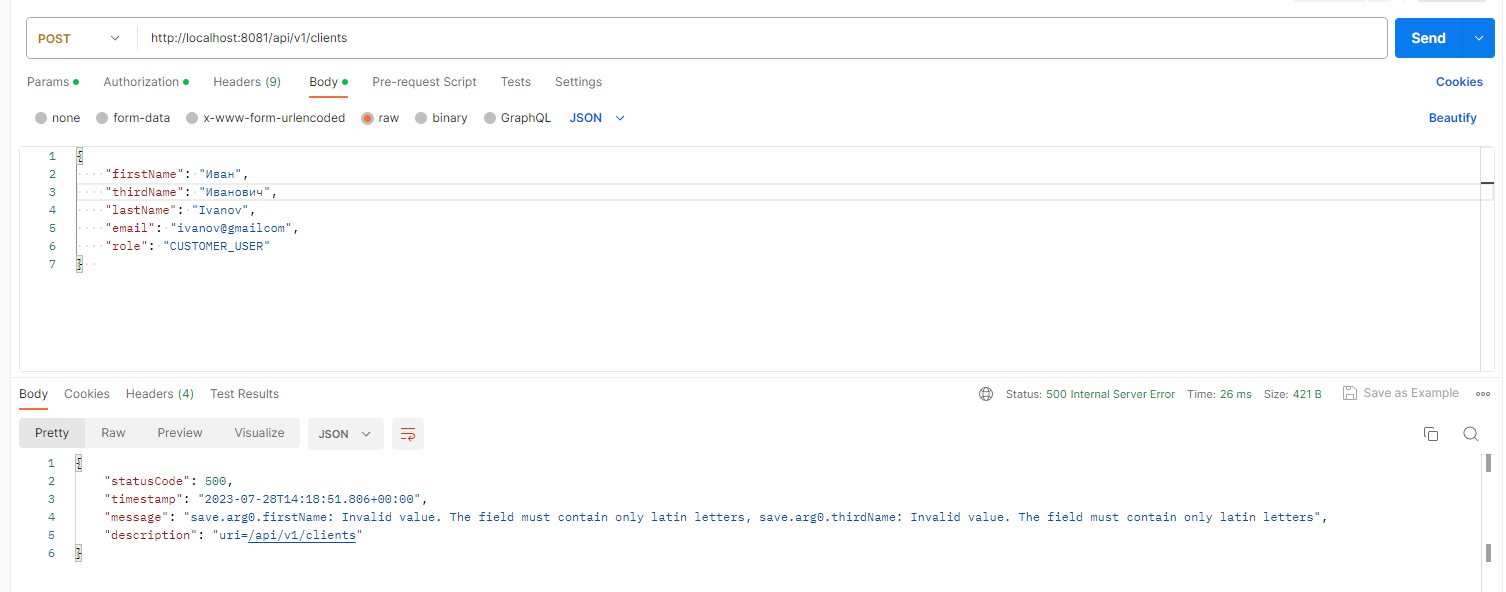 POST http://localhost:8081/api/v1/clients Send
Params Authorization Headers (9) Body Pre-request Script Tests Settings Cookies
none form-data x-www-form-urlencoded raw binary GraphQL JSON Beautify
1 {
2 "firstName": "Иван",
3 "thirdName": "Иванович",
4 "lastName": "Ivanov",
5 "email": "ivanov@gmailcom",
6 "role": "CUSTOMER_USER"
7 }
Body Cookies Headers (4) Test Results Status: 500 Internal Server Error Time: 26 ms Size: 421 B Save as Example
Pretty Raw Preview Visualize JSON
1 {
2 "statusCode": 500,
3 "timestamp": "2023-07-28T14:18:51.806+00:00",
4 "message": "save.arg0.firstName: Invalid value. The field must contain only latin letters, save.arg0.thirdName: Invalid value. The field must contain only latin letters",
5 "description": "uri=/api/v1/clients"
6 }